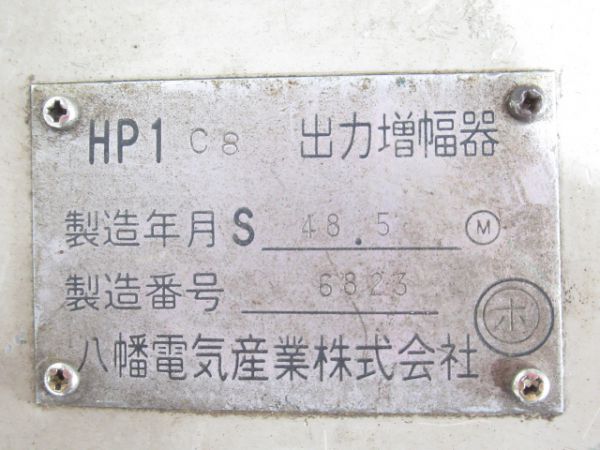 HP1 C8 出力増幅器
製造年月 S 48.5 Ⓜ
製造番号 6823
㋭
八幡電気産業株式会社